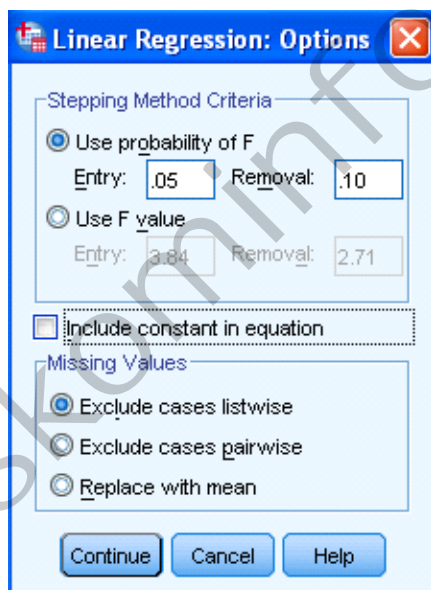 Linear Regression: Options
Stepping Method Criteria
Use probability of F
Entry: .05 Removal: .10
Use F value
Entry: 3.84 Removal: 2.71
Include constant in equation
Missing Values
Exclude cases listwise
Exclude cases pairwise
Replace with mean
Continue Cancel Help